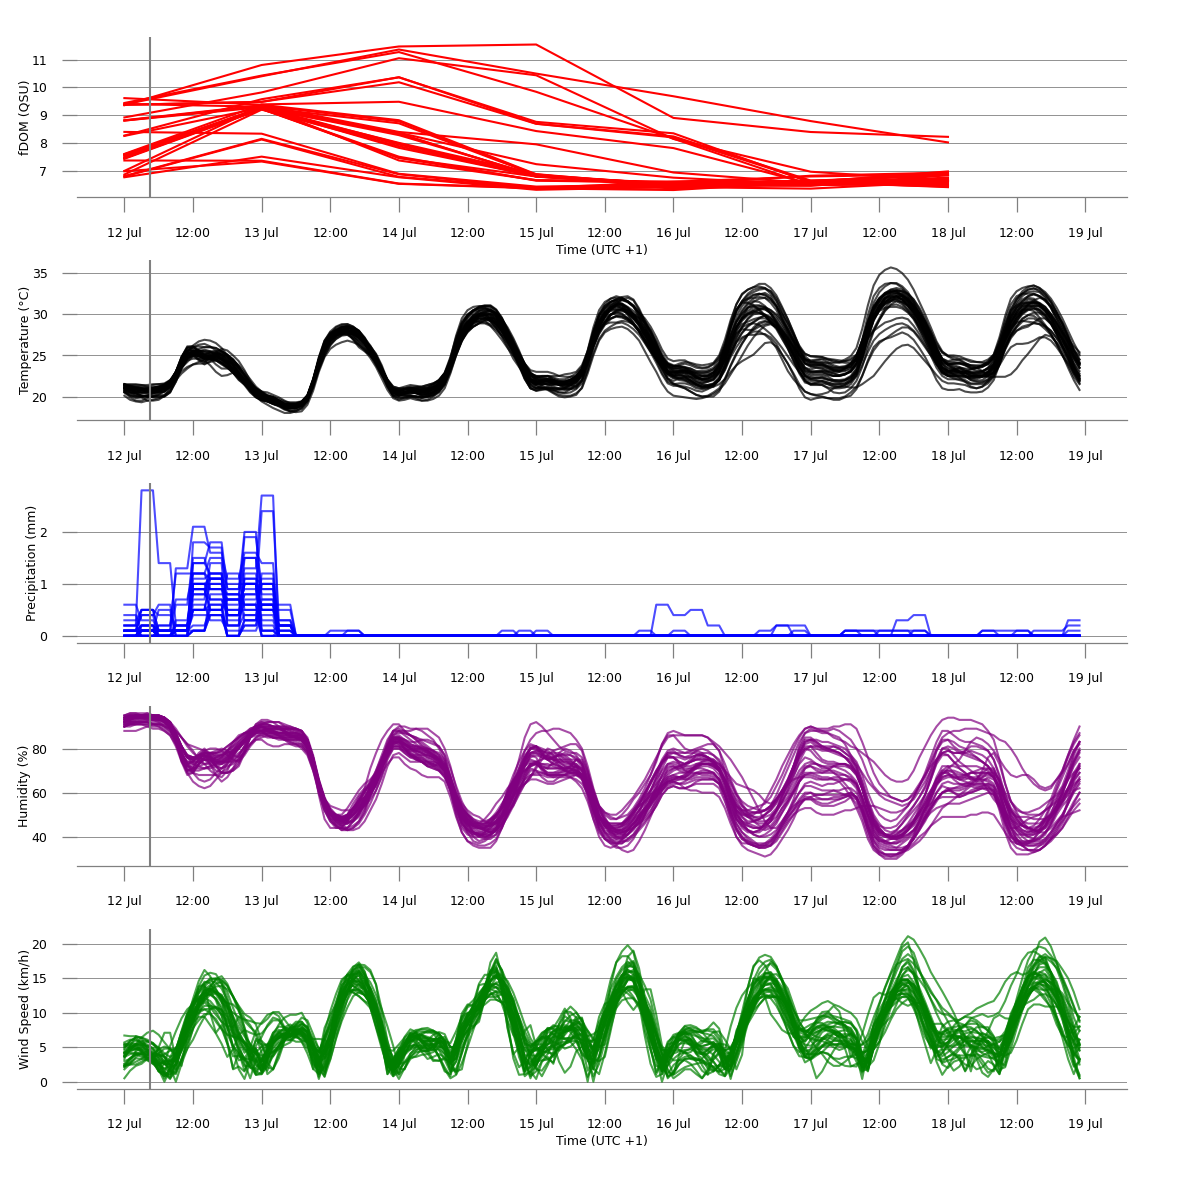 11
10
9
8
7
fDOM (QSU)
12 Jul 12:00 13 Jul 12:00 14 Jul 12:00 15 Jul 12:00 16 Jul 12:00 17 Jul 12:00 18 Jul 12:00 19 Jul
Time (UTC +1)
35
30
25
20
Temperature (°C)
12 Jul 12:00 13 Jul 12:00 14 Jul 12:00 15 Jul 12:00 16 Jul 12:00 17 Jul 12:00 18 Jul 12:00 19 Jul
2
1
0
Precipitation (mm)
12 Jul 12:00 13 Jul 12:00 14 Jul 12:00 15 Jul 12:00 16 Jul 12:00 17 Jul 12:00 18 Jul 12:00 19 Jul
80
60
40
Humidity (%)
12 Jul 12:00 13 Jul 12:00 14 Jul 12:00 15 Jul 12:00 16 Jul 12:00 17 Jul 12:00 18 Jul 12:00 19 Jul
20
15
10
5
0
Wind Speed (km/h)
12 Jul 12:00 13 Jul 12:00 14 Jul 12:00 15 Jul 12:00 16 Jul 12:00 17 Jul 12:00 18 Jul 12:00 19 Jul
Time (UTC +1)